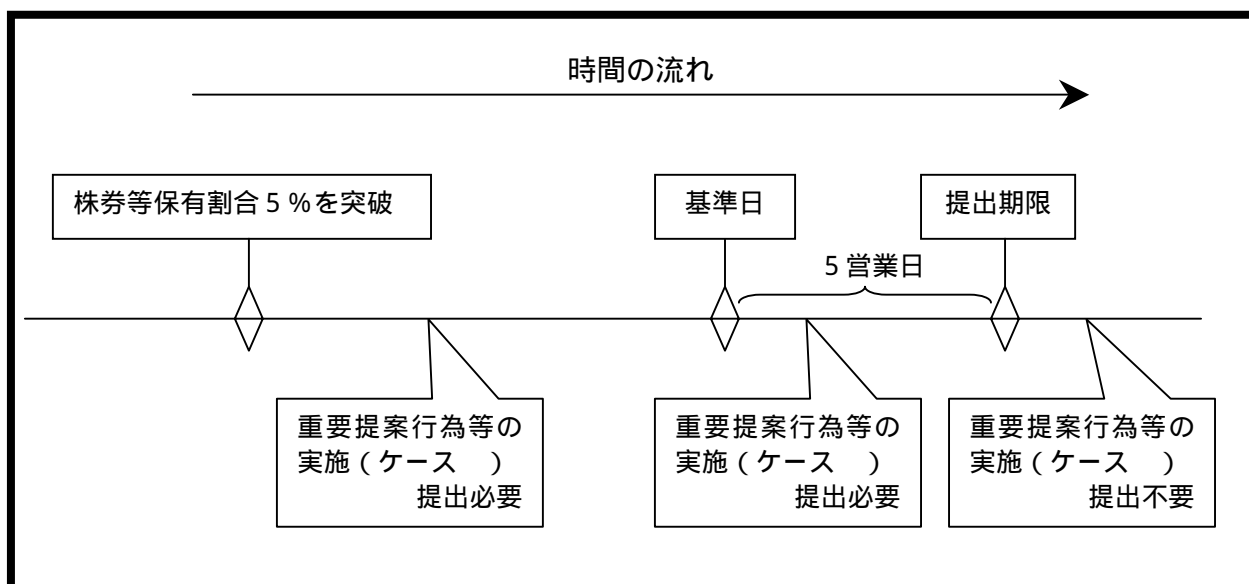 時間の流れ
株券等保有割合5%を突破
基準日
提出期限
5営業日
重要提案行為等の
実施(ケース　)
提出必要
重要提案行為等の
実施(ケース　)
提出必要
重要提案行為等の
実施(ケース　)
提出不要